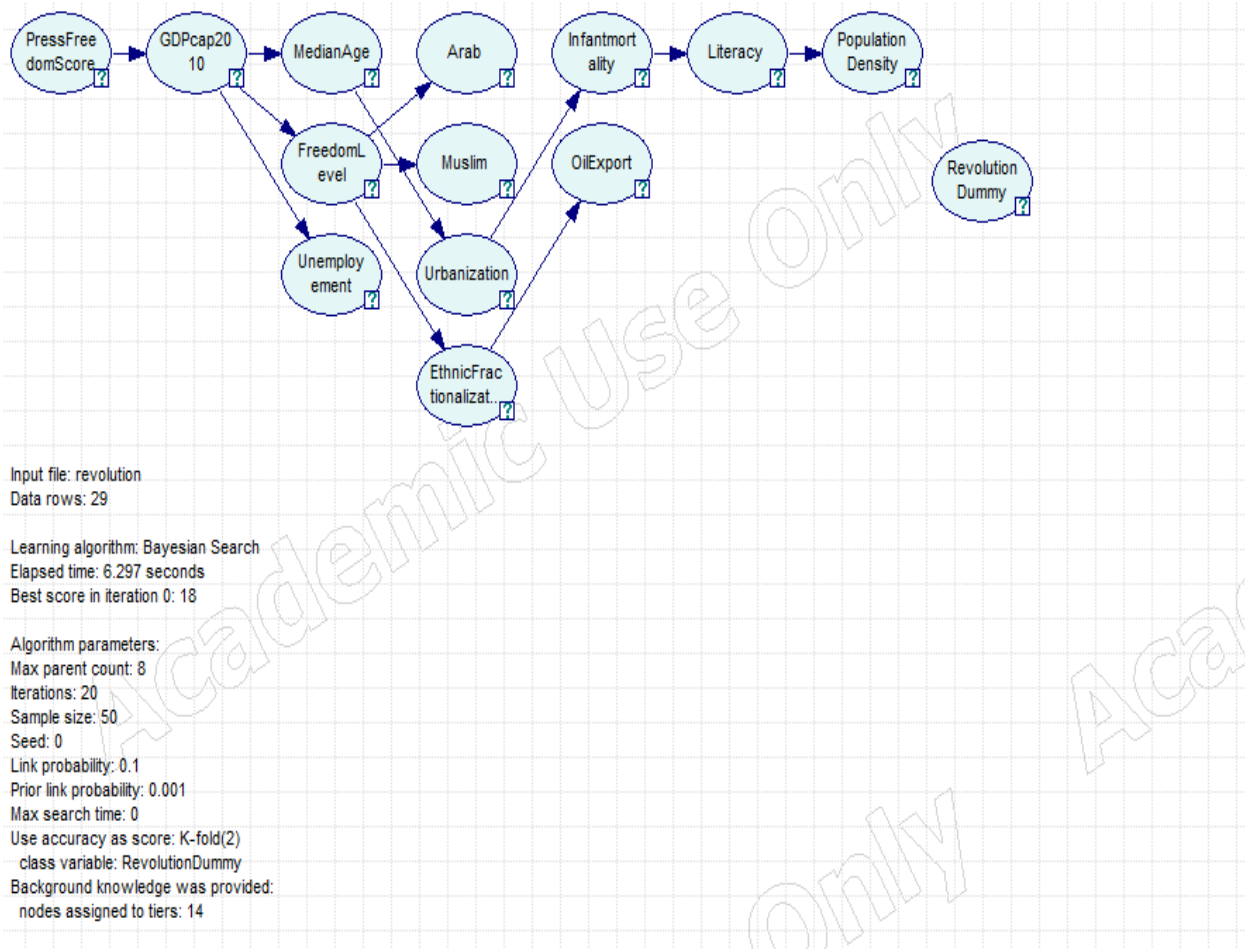 PressFree
domScore
?
GDPcap20
10
?
MedianAge
?
Arab
?
Infantmort
ality
?
Literacy
?
Population
Density
?
FreedomL
evel
?
Muslim
?
OilExport
?
Revolution
Dummy
?
Unemploy
ement
?
Urbanization
?
EthnicFrac
tionalizat...
?
Input file: revolution
Data rows: 29
Learning algorithm: Bayesian Search
Elapsed time: 6.297 seconds
Best score in iteration 0: 18
Algorithm parameters:
Max parent count: 8
Iterations: 20
Sample size: 50
Seed: 0
Link probability: 0.1
Prior link probability: 0.001
Max search time: 0
Use accuracy as score: K-fold(2)
class variable: RevolutionDummy
Background knowledge was provided:
nodes assigned to tiers: 14
Academic Use Only
Aca
Only